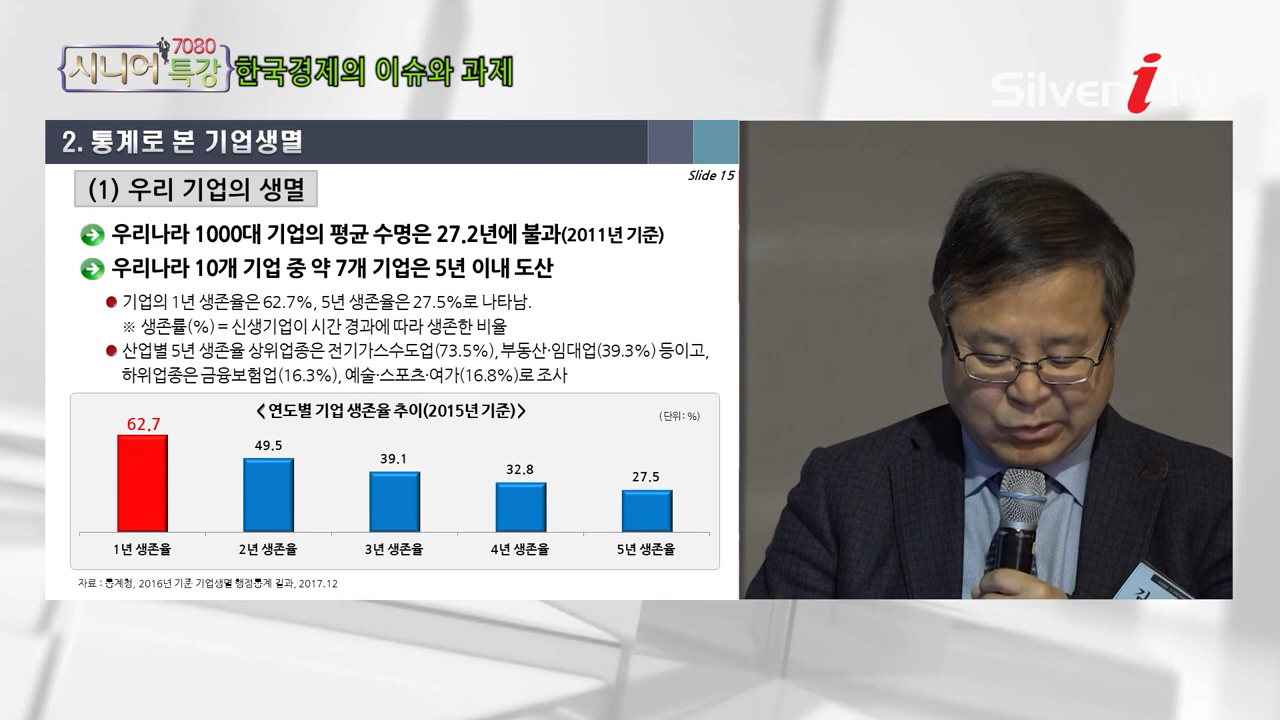 시니어 7080 특강 한국경제의 이슈와 과제
Silver i TV
2. 통계로 본 기업생멸
Slide 15
(1) 우리 기업의 생멸
우리나라 1000대 기업의 평균 수명은 27.2년에 불과(2011년 기준)
우리나라 10개 기업 중 약 7개 기업은 5년 이내 도산
기업의 1년 생존율은 62.7%, 5년 생존율은 27.5%로 나타남.
※ 생존률(%) = 신생기업이 시간 경과에 따라 생존한 비율
산업별 5년 생존율 상위업종은 전기가스수도업(73.5%), 부동산·임대업(39.3%) 등이고,
하위업종은 금융보험업(16.3%), 예술·스포츠·여가(16.8%)로 조사
< 연도별 기업 생존율 추이(2015년 기준) >
(단위: %)
62.7 49.5 39.1 32.8 27.5
1년 생존율 2년 생존율 3년 생존율 4년 생존율 5년 생존율
자료 : 통계청, 2016년 기준 기업생멸 행정통계 결과, 2017.12